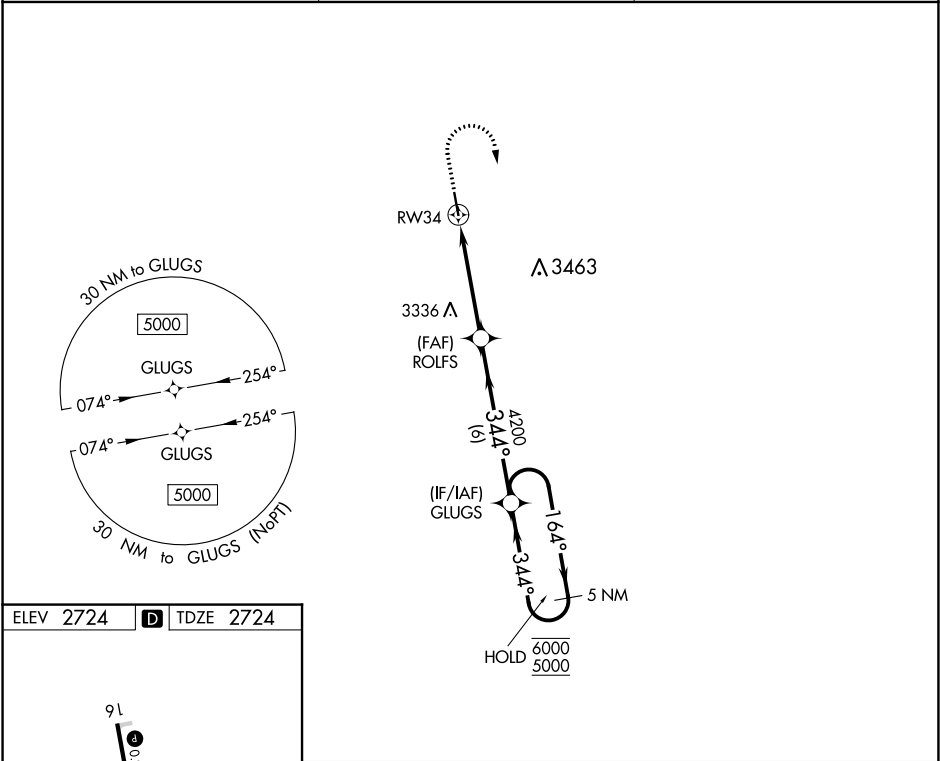 RW34
3463
3336
(FAF)
ROLFS
30 NM to GLUGS
5000
GLUGS
074°
254°
074°
254°
GLUGS
5000
30 NM to GLUGS (NoPT)
4200
344°
(6)
(IF/IAF)
GLUGS
164°
344°
5 NM
HOLD
6000
5000
ELEV 2724
D
TDZE 2724
16
P